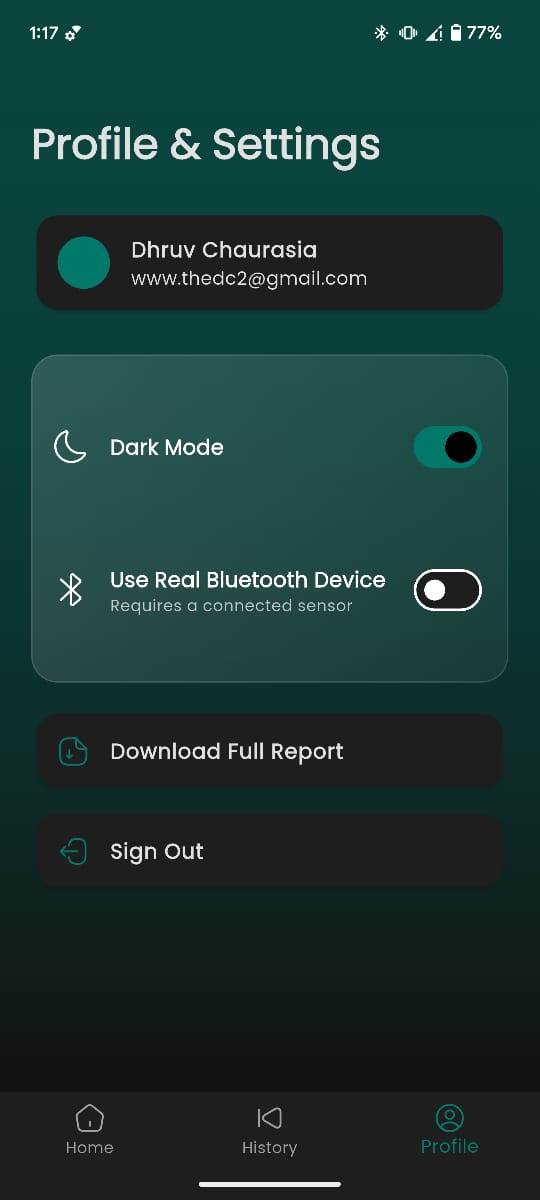 1:17
77%
Profile & Settings
Dhruv Chaurasia
www.thedc2@gmail.com
Dark Mode
Use Real Bluetooth Device
Requires a connected sensor
Download Full Report
Sign Out
Home
History
Profile